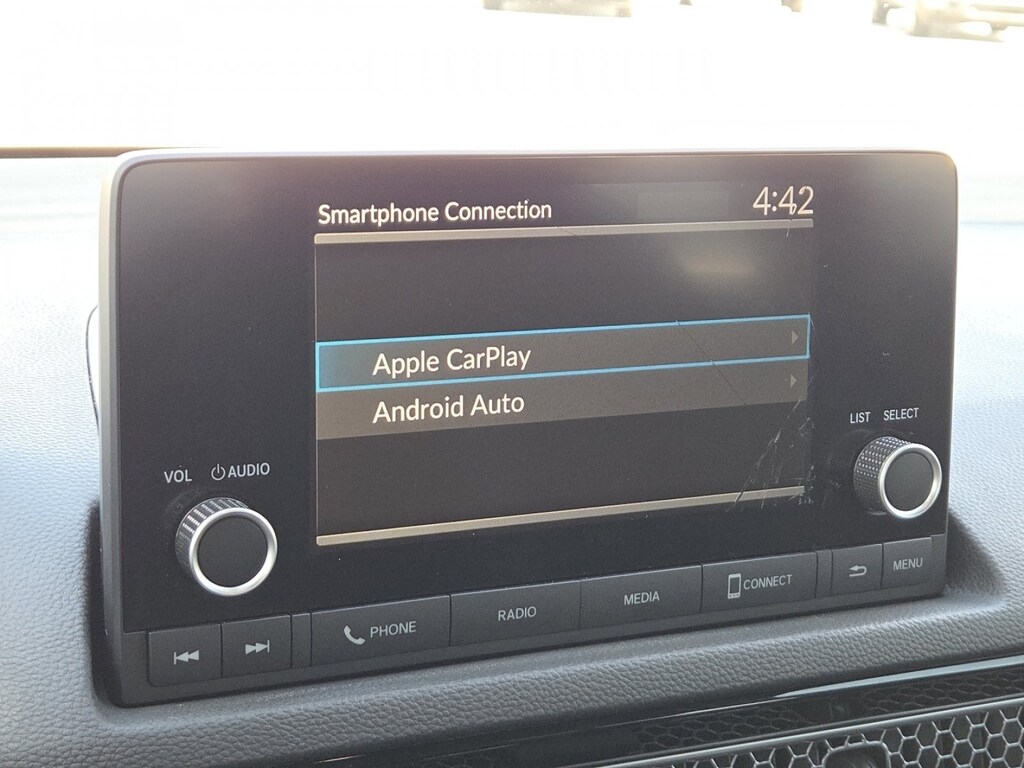 Smartphone Connection 4:42
Apple CarPlay
Android Auto
VOL AUDIO
LIST SELECT
PHONE RADIO MEDIA CONNECT MENU